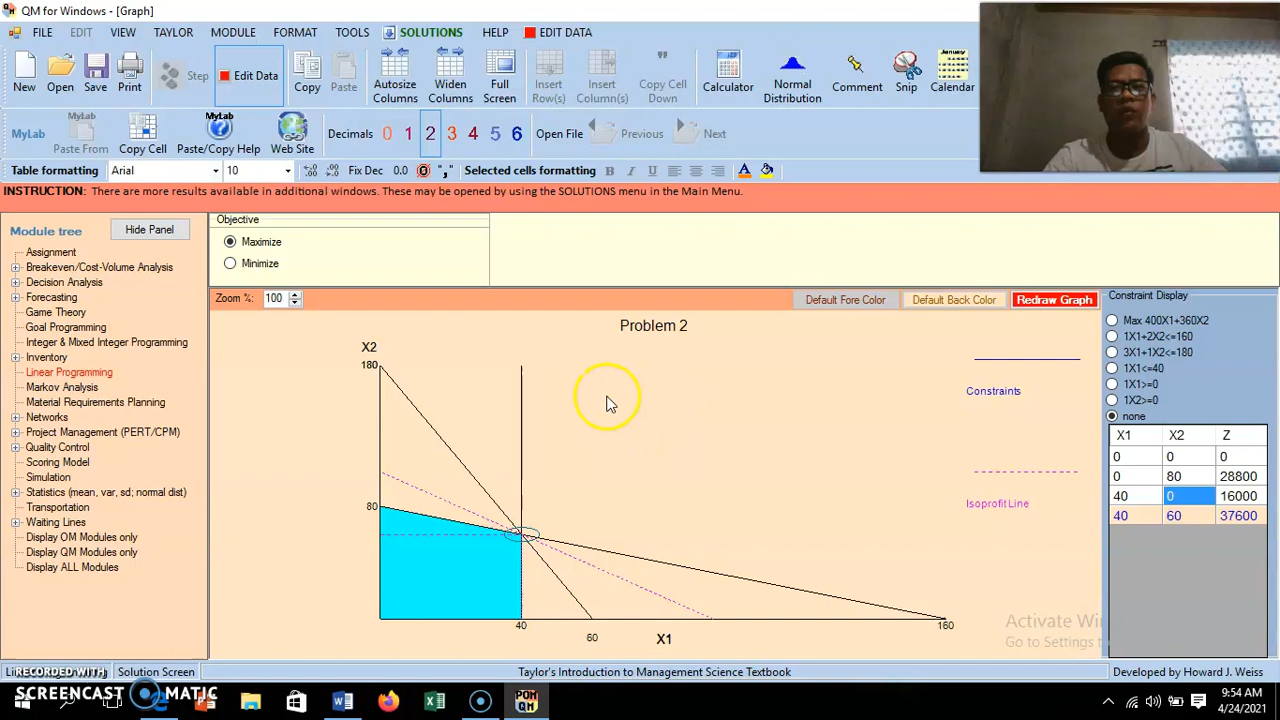 QM for Windows - [Graph]
FILE EDIT VIEW TAYLOR MODULE FORMAT TOOLS SOLUTIONS HELP EDIT DATA
New Open Save Print Step Edit Data Copy Paste Autosize Columns Widen Columns Full Screen Insert Row(s) Insert Column(s) Copy Cell Down Calculator Normal Distribution Comment Snip January Calendar
MyLab MyLab Paste From Copy Cell MyLab Paste/Copy Help Web Site Decimals 0 1 2 3 4 5 6 Open File Previous Next
Table formatting Arial 10 Fix Dec 0.0 "," Selected cells formatting B I U A
INSTRUCTION: There are more results available in additional windows. These may be opened by using the SOLUTIONS menu in the Main Menu.
Module tree Hide Panel
Assignment
Breakeven/Cost-Volume Analysis
Decision Analysis
Forecasting
Game Theory
Goal Programming
Integer & Mixed Integer Programming
Inventory
Linear Programming
Markov Analysis
Material Requirements Planning
Networks
Project Management (PERT/CPM)
Quality Control
Scoring Model
Simulation
Statistics (mean, var, sd; normal dist)
Transportation
Waiting Lines
Display OM Modules only
Display QM Modules only
Display ALL Modules
Objective
Maximize
Minimize
Zoom %: 100 Default Fore Color Default Back Color Redraw Graph
Problem 2
X2
180
80
40
60
X1
160
Constraints
Isoprofit Line
Constraint Display
Max 400X1+360X2
1X1+2X2<=160
3X1+1X2<=180
1X1<=40
1X1>=0
1X2>=0
none
X1 X2 Z
0 0 0
0 80 28800
40 0 16000
40 60 37600
Activate Wi
Go to Settings t
Solution Screen Taylor's Introduction to Management Science Textbook Developed by Howard J. Weiss
RECORDED WITH
SCREENCAST MATIC
POM QM
9:54 AM
4/24/2021